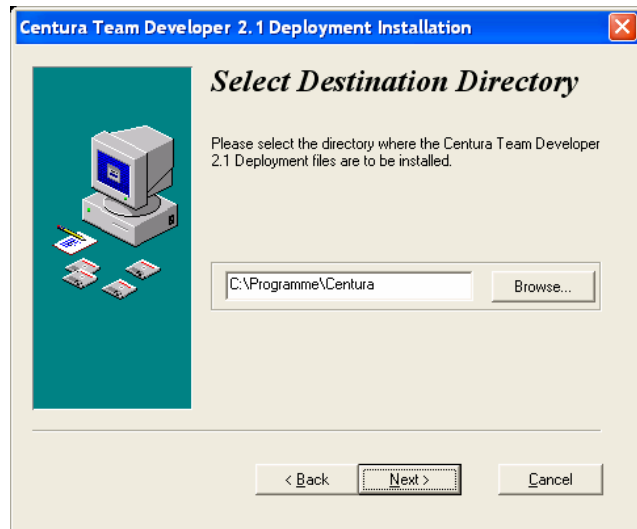 Centura Team Developer 2.1 Deployment Installation
Select Destination Directory
Please select the directory where the Centura Team Developer
2.1 Deployment files are to be installed.
C:\Programme\Centura
Browse...
< Back
Next >
Cancel